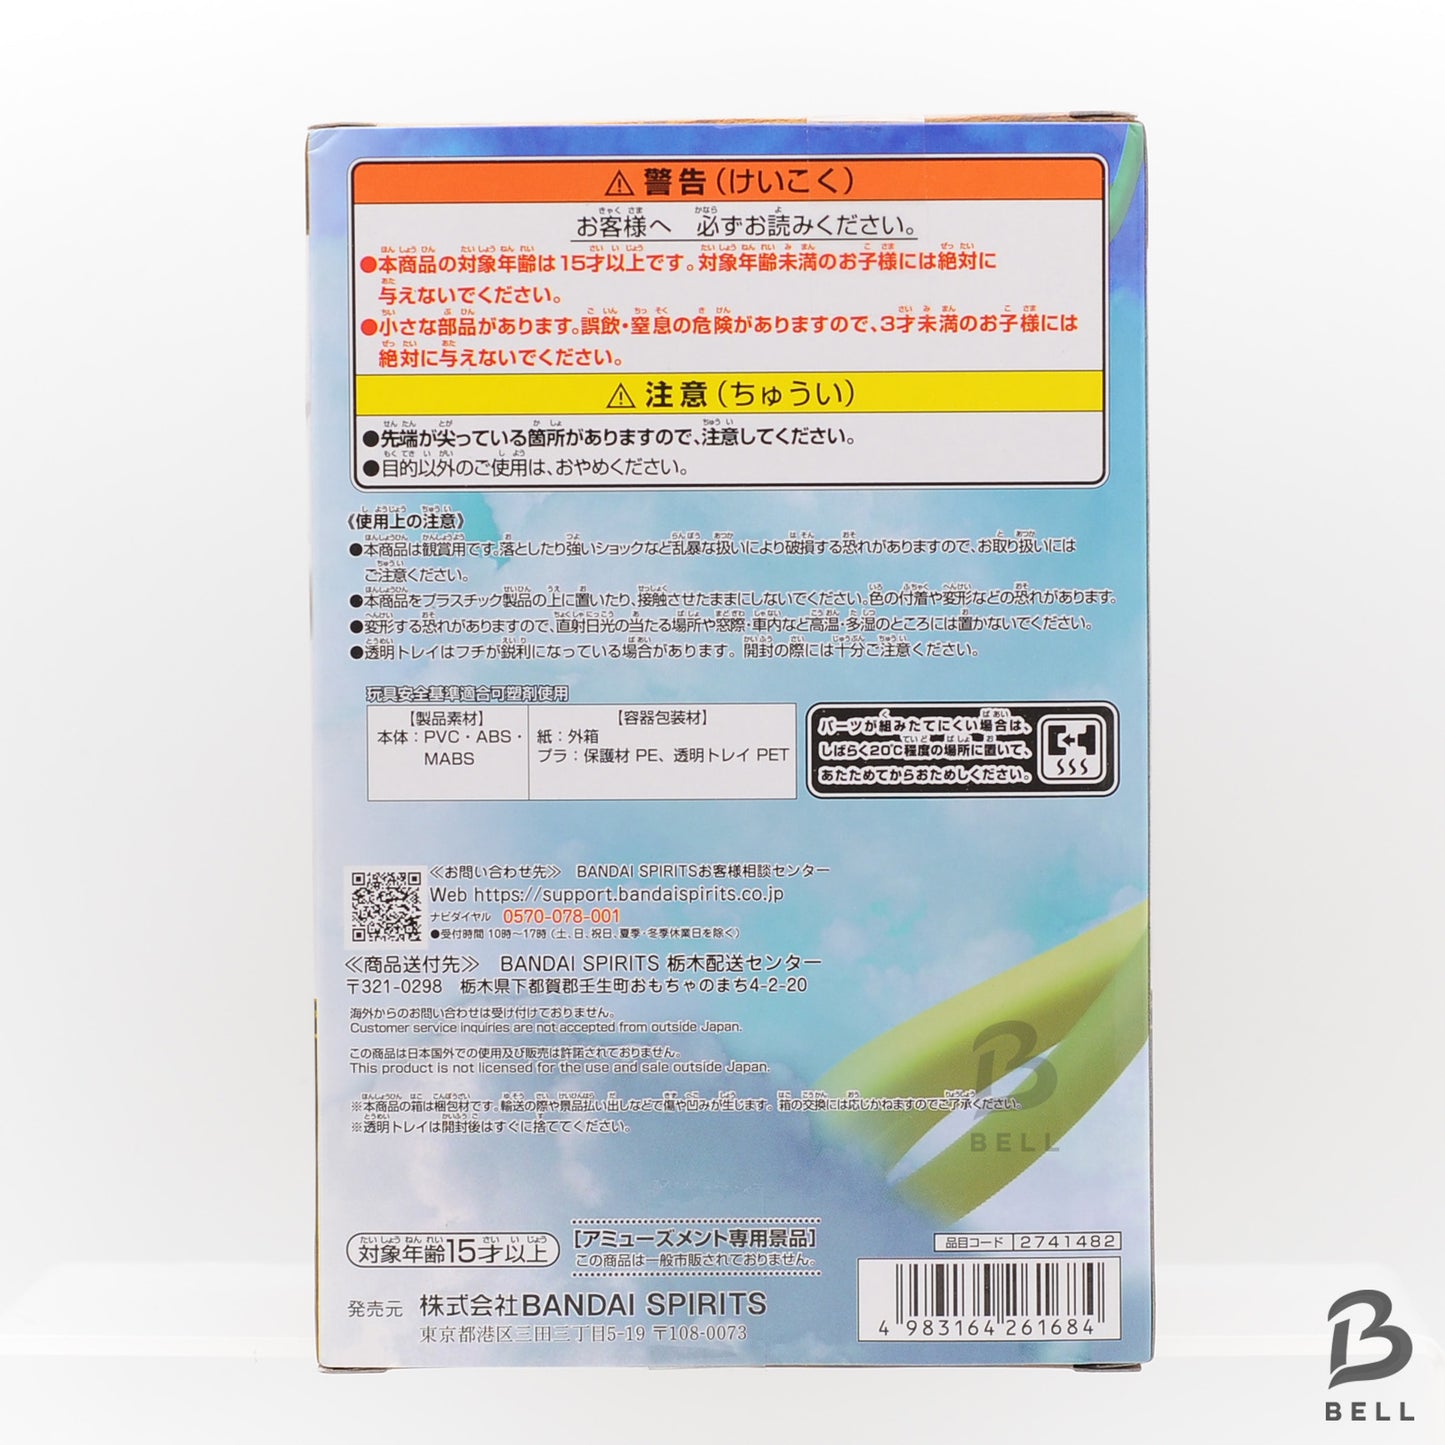 ⚠ 警告（けいこく）
お客様へ 必ずお読みください。
●本商品の対象年齢は15才以上です。対象年齢未満のお子様には絶対に
与えないでください。
●小さな部品があります。誤飲・窒息の危険がありますので、3才未満のお子様には
絶対に与えないでください。
⚠ 注意（ちゅうい）
●先端が尖っている箇所がありますので、注意してください。
●目的以外のご使用は、おやめください。
《使用上の注意》
●本商品は観賞用です。落としたり強いショックなど乱暴な扱いにより破損する恐れがありますので、お取り扱いには
ご注意ください。
●本商品をプラスチック製品の上に置いたり、接触させたままにしないでください。色の付着や変形などの恐れがあります。
●変形する恐れがありますので、直射日光の当たる場所や窓際・車内など高温・多湿のところには置かないでください。
●透明トレイはフチが鋭利になっている場合があります。開封の際には十分ご注意ください。
玩具安全基準適合可塑剤使用
【製品素材】
本体：PVC・ABS・
MABS
【容器包装材】
紙：外箱
プラ：保護材 PE、透明トレイ PET
パーツが組みたてにくい場合は、
しばらく20℃程度の場所に置いて、
あたためてからおためしください。
≪お問い合わせ先≫ BANDAI SPIRITSお客様相談センター
Web https://support.bandaispirits.co.jp
ナビダイヤル 0570-078-001
●受付時間 10時～17時（土、日、祝日、夏季・冬季休業日を除く）
≪商品送付先≫ BANDAI SPIRITS 栃木配送センター
〒321-0298 栃木県下都賀郡壬生町おもちゃのまち4-2-20
海外からのお問い合わせは受け付けておりません。
Customer service inquiries are not accepted from outside Japan.
この商品は日本国外での使用及び販売は許諾されておりません。
This product is not licensed for the use and sale outside Japan.
※本商品の箱は梱包材です。輸送の際や景品払い出しなどで傷や凹みが生じます。箱の交換には応じかねますのでご了承ください。
※透明トレイは開封後はすぐに捨ててください。
BELL
対象年齢15才以上
[アミューズメント専用景品]
この商品は一般市販されておりません。
品目コード 2741482
発売元 株式会社BANDAI SPIRITS
東京都港区三田三丁目5-19 〒108-0073
4 983164 261684
BELL